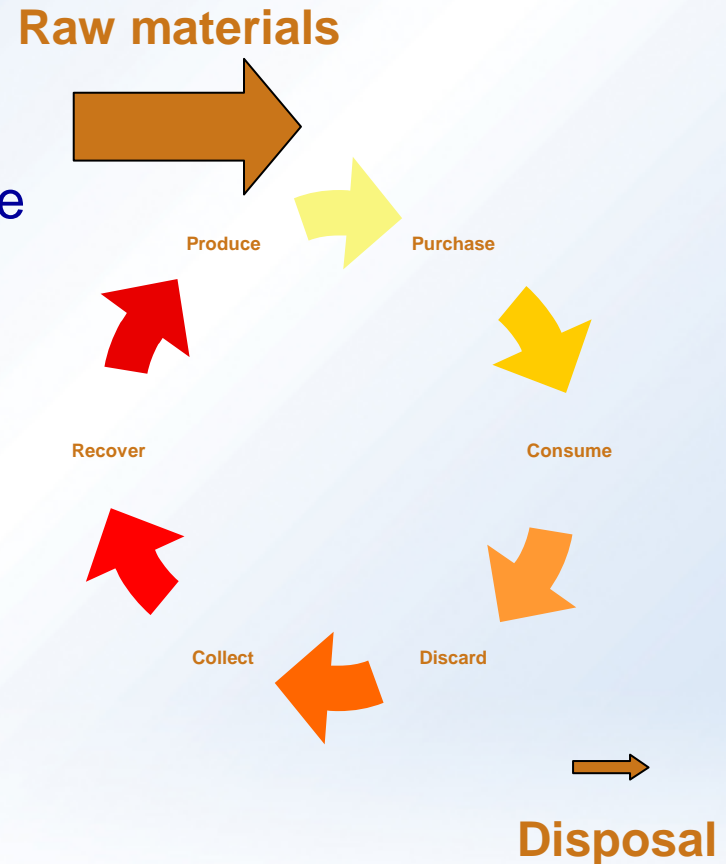 Raw materials
e
Produce
Purchase
Recover
Consume
Collect
Discard
Disposal